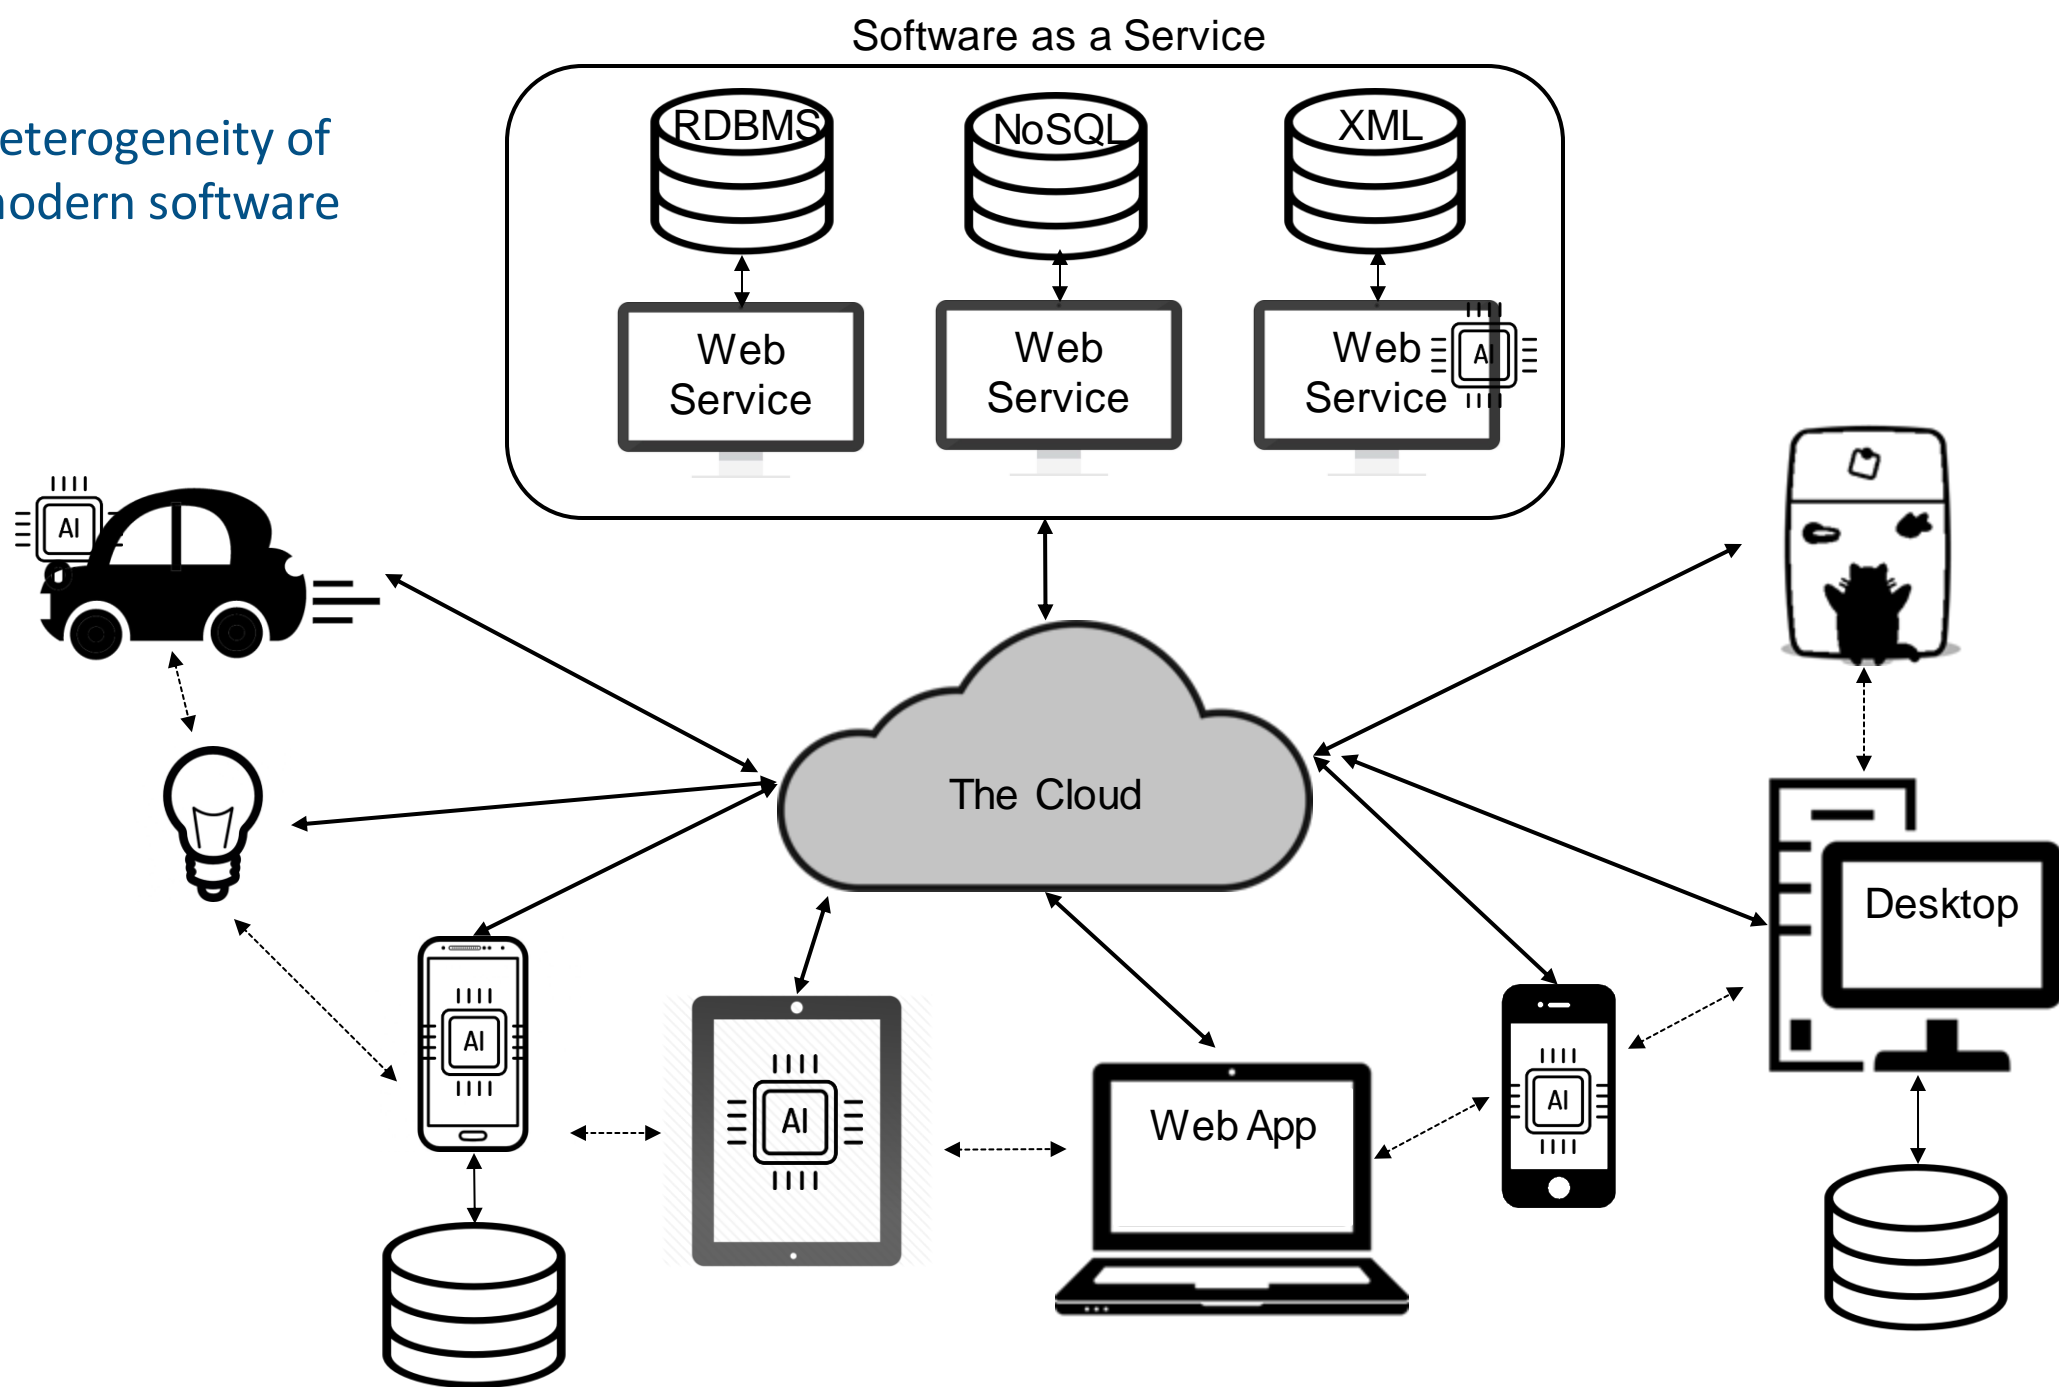 Software as a Service
eterogeneity of
odern software
RDBMS
NoSQL
XML
Web
Service
Web
Service
Web
Service
AI
AI
The Cloud
Desktop
AI
AI
Web App
AI